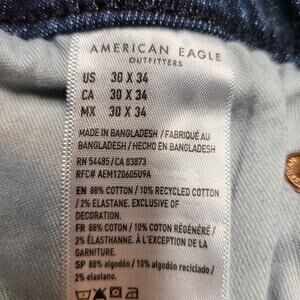 AMERICAN EAGLE
OUTFITTERS
US 30 X 34
CA 30 X 34
MX 30 X 34
MADE IN BANGLADESH / FABRIQUÉ AU
BANGLADESH / HECHO EN BANGLADESH
RN 54485 / CA 03873
RFC# AEM120605U9A
EN 88% COTTON / 10% RECYCLED COTTON
/ 2% ELASTANE. EXCLUSIVE OF
DECORATION.
FR 88% COTON / 10% COTON RÉGÉNÉRÉ /
2% ÉLASTHANNE. À L'EXCEPTION DE LA
GARNITURE.
SP 88% algodón / 10% algodón reciclado /
2% elastano.